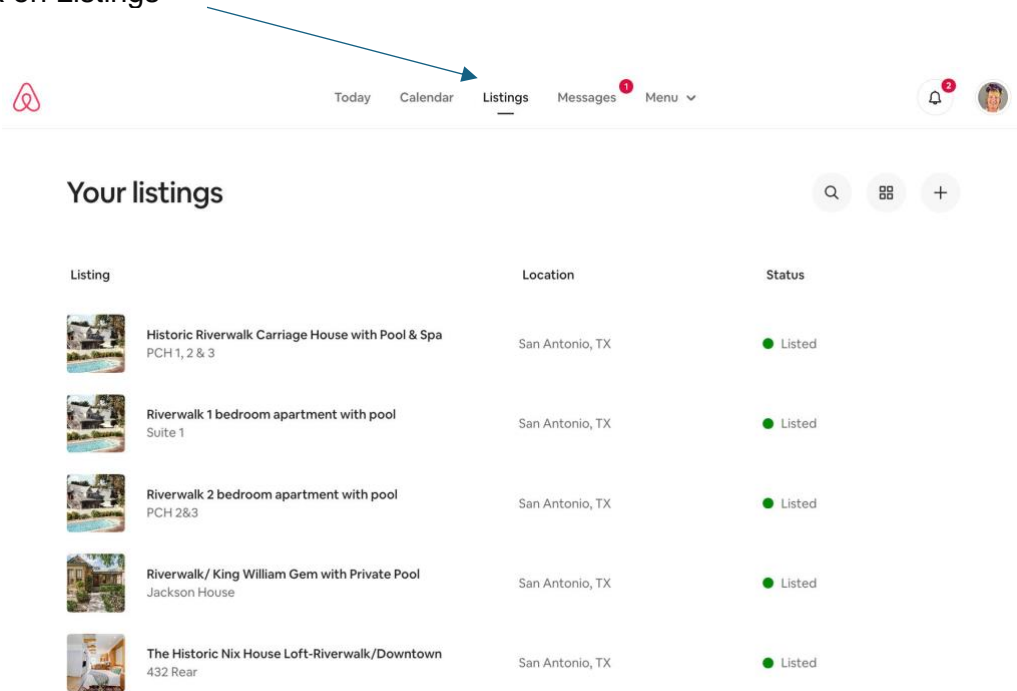 on Listings
Today Calendar Listings Messages 1 Menu 2
Your listings
Listing Location Status
Historic Riverwalk Carriage House with Pool & Spa
PCH 1, 2 & 3
San Antonio, TX Listed
Riverwalk 1 bedroom apartment with pool
Suite 1
San Antonio, TX Listed
Riverwalk 2 bedroom apartment with pool
PCH 2&3
San Antonio, TX Listed
Riverwalk/ King William Gem with Private Pool
Jackson House
San Antonio, TX Listed
The Historic Nix House Loft-Riverwalk/Downtown
432 Rear
San Antonio, TX Listed